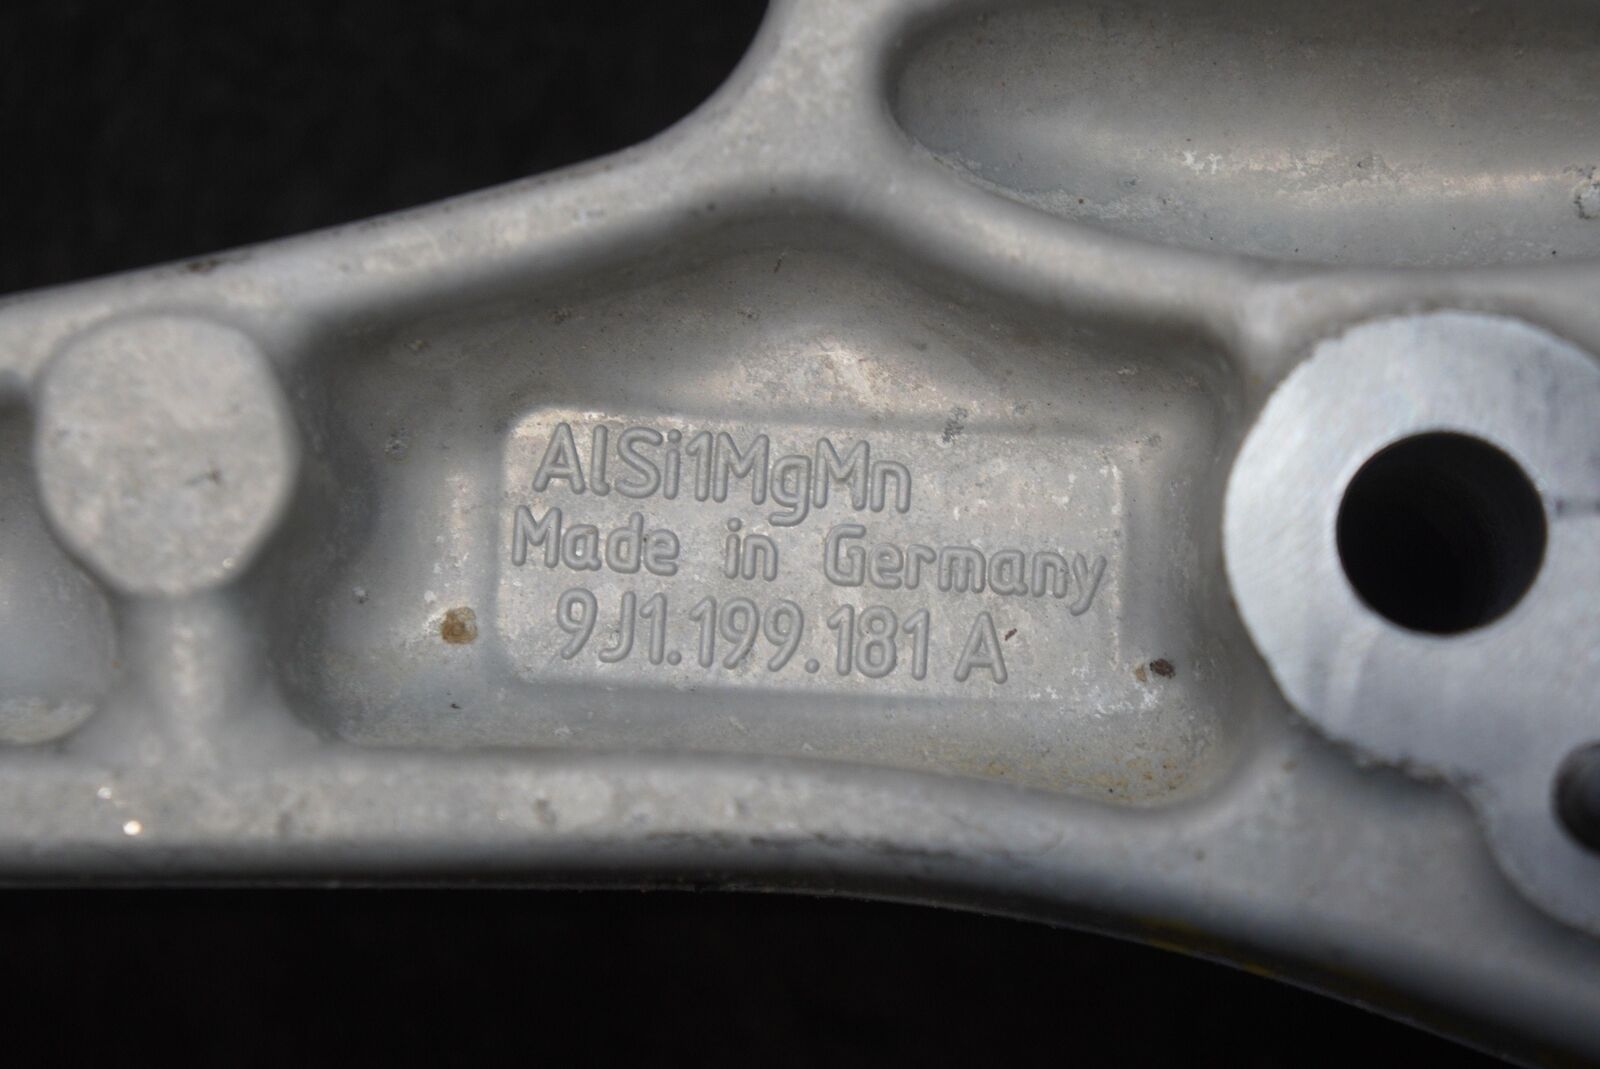 AlSi1MgMn
Made in Germany
9J1.199.181 A